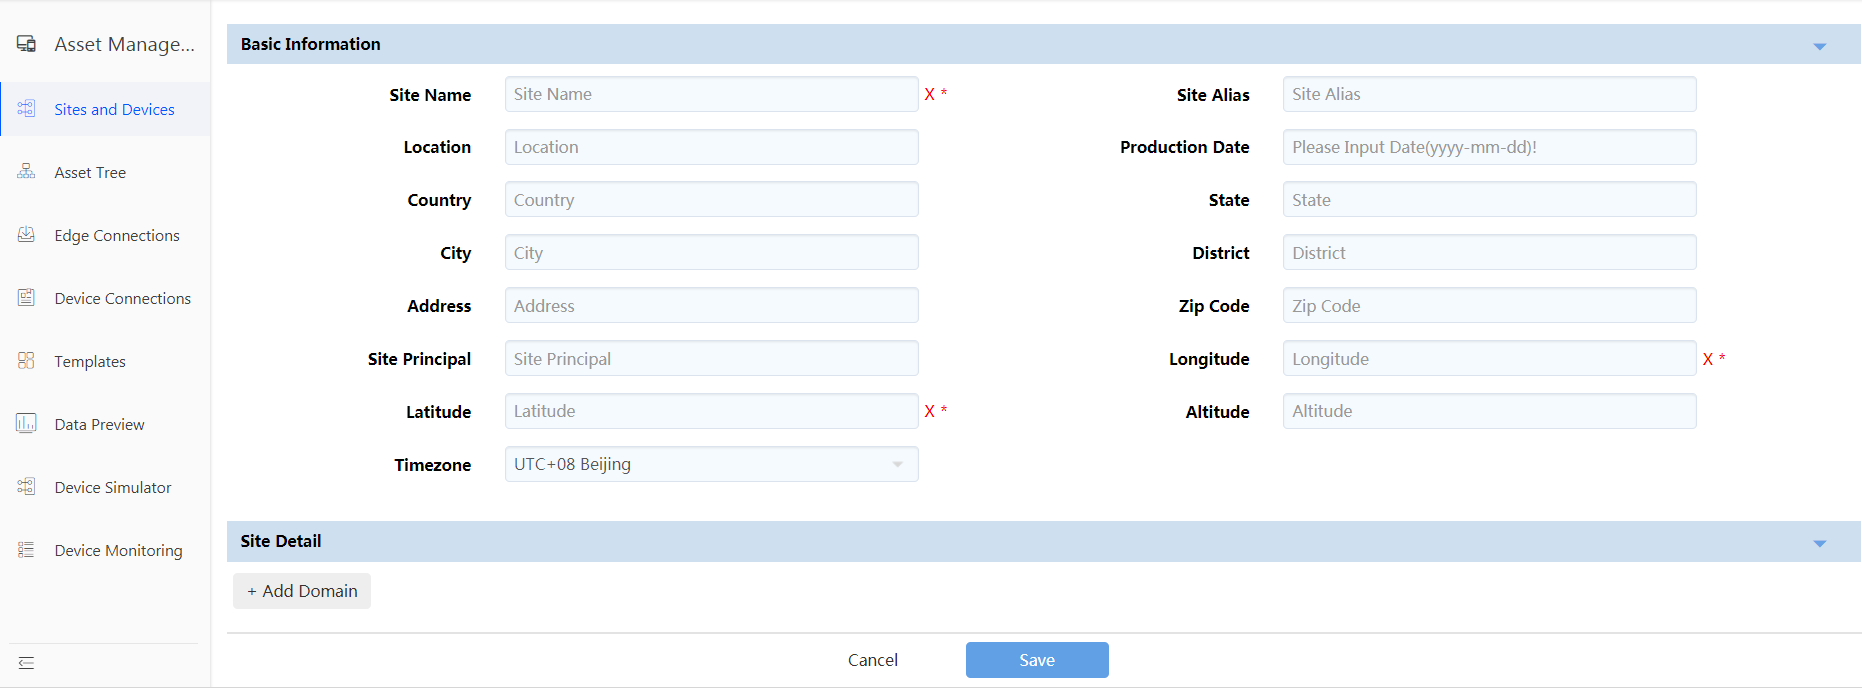 Asset Manage...
Sites and Devices
Asset Tree
Edge Connections
Device Connections
Templates
Data Preview
Device Simulator
Device Monitoring
Basic Information
Site Name Site Name X * Site Alias Site Alias
Location Location Production Date Please Input Date(yyyy-mm-dd)!
Country Country State State
City City District District
Address Address Zip Code Zip Code
Site Principal Site Principal Longitude Longitude X *
Latitude Latitude X * Altitude Altitude
Timezone UTC+08 Beijing
Site Detail
+ Add Domain
Cancel Save